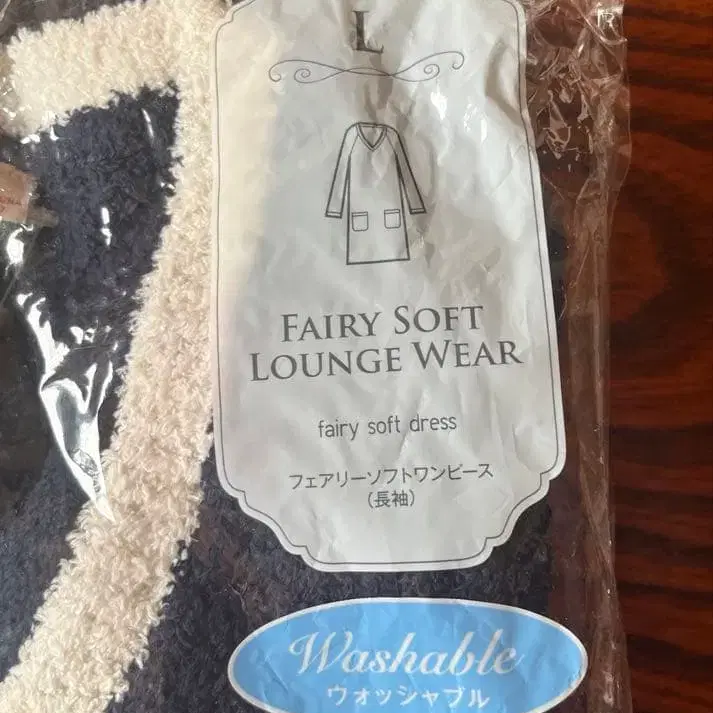 L
FAIRY SOFT
LOUNGE WEAR
fairy soft dress
フェアリーソフトワンピース
（長袖）
Washable
ウォッシャブル